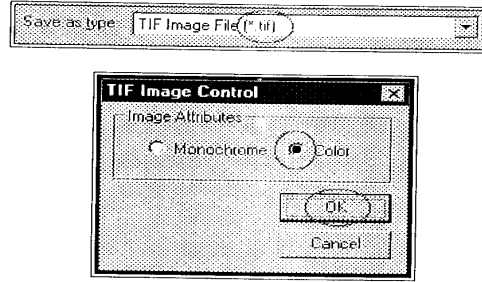 Save as type: TIF Image File (*.tif)
TIF Image Control
Image Attributes
Monochrome Color
OK
Cancel